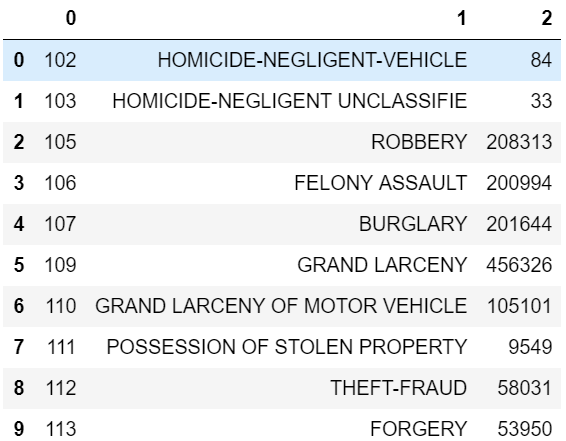 0 1 2
0 102 HOMICIDE-NEGLIGENT-VEHICLE 84
1 103 HOMICIDE-NEGLIGENT UNCLASSIFIE 33
2 105 ROBBERY 208313
3 106 FELONY ASSAULT 200994
4 107 BURGLARY 201644
5 109 GRAND LARCENY 456326
6 110 GRAND LARCENY OF MOTOR VEHICLE 105101
7 111 POSSESSION OF STOLEN PROPERTY 9549
8 112 THEFT-FRAUD 58031
9 113 FORGERY 53950